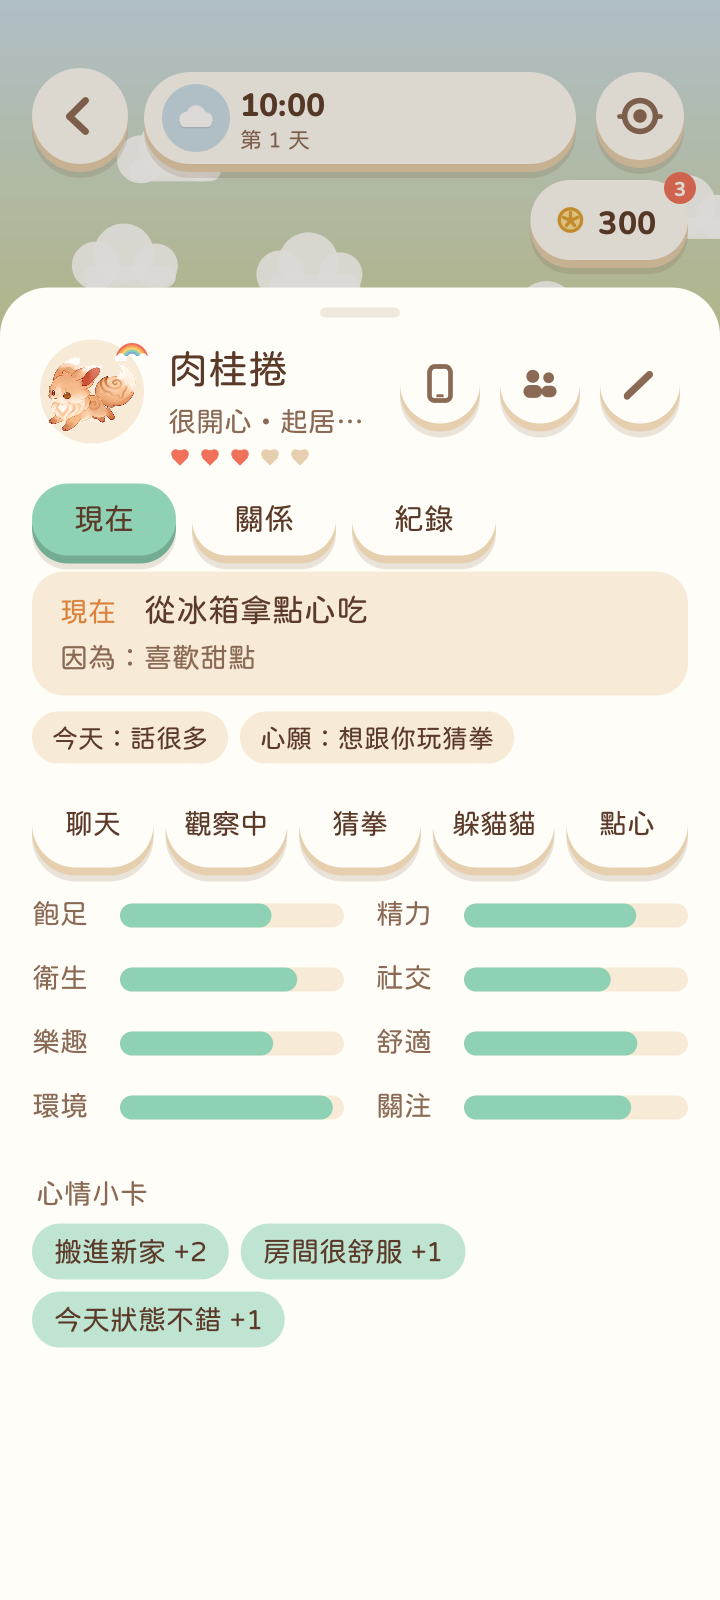 10:00
第 1 天
3
300
肉桂捲
很開心・起居…
現在 關係 紀錄
現在 從冰箱拿點心吃
因為：喜歡甜點
今天：話很多 心願：想跟你玩猜拳
聊天 觀察中 猜拳 躲貓貓 點心
飽足 精力
衛生 社交
樂趣 舒適
環境 關注
心情小卡
搬進新家 +2 房間很舒服 +1
今天狀態不錯 +1